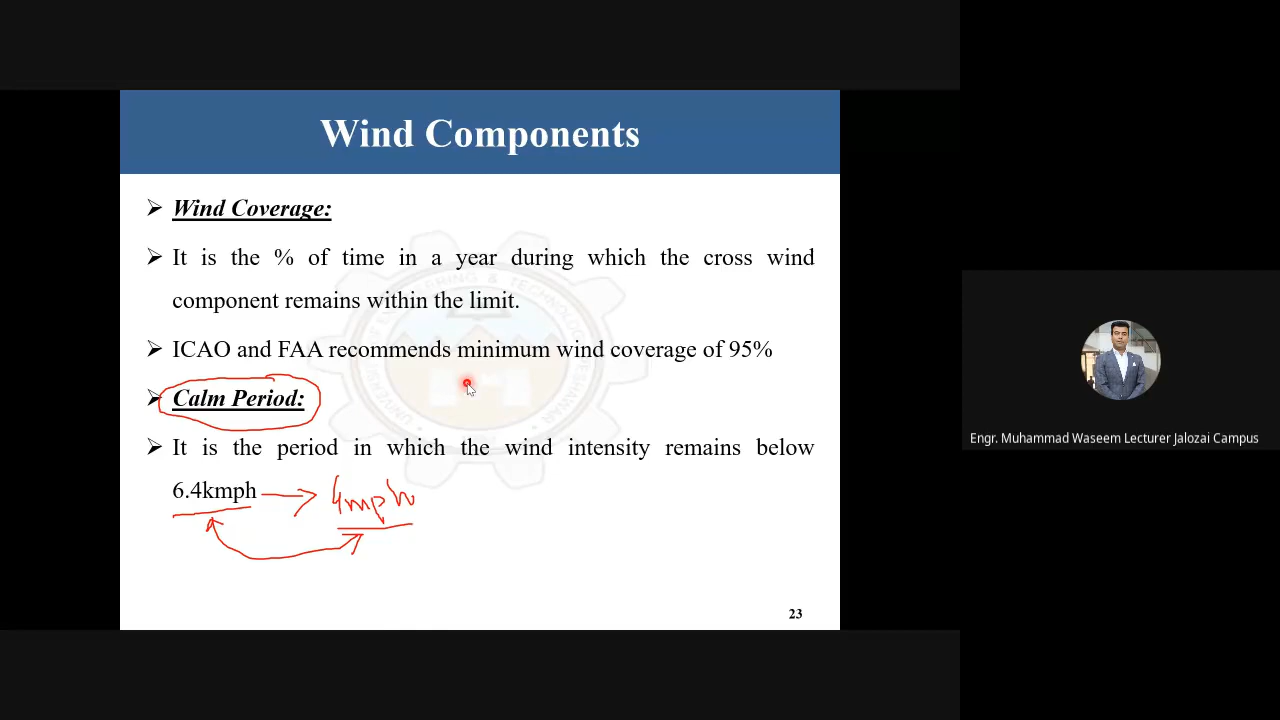 Wind Components
➢ Wind Coverage:
➢ It is the % of time in a year during which the cross wind
component remains within the limit.
➢ ICAO and FAA recommends minimum wind coverage of 95%
➢ Calm Period:
➢ It is the period in which the wind intensity remains below
6.4kmph → 4mph
23
Engr. Muhammad Waseem Lecturer Jalozai Campus